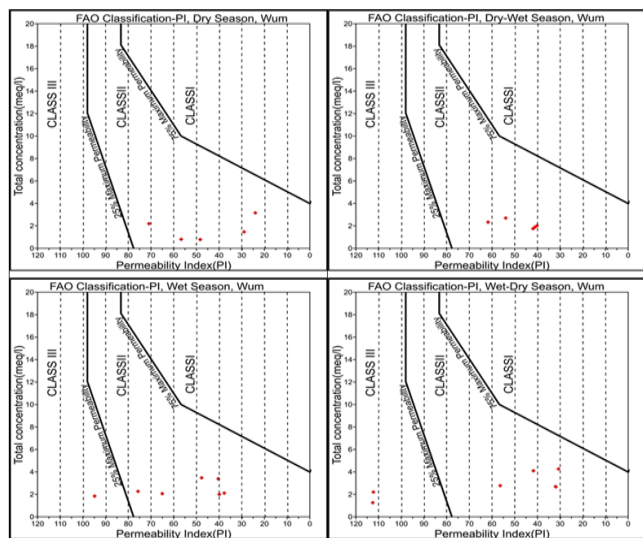 FAO Classification-PI, Dry Season, Wum
Total concentration(meq/l)
20
18
16
14
12
10
8
6
4
2
0
CLASS III
CLASSII
CLASSI
25% Maximum Permeability
75% Maximum Permeability
120 110 100 90 80 70 60 50 40 30 20 10 0
Permeability Index(PI)
FAO Classification-PI, Dry-Wet Season, Wum
Total concentration(meq/l)
20
18
16
14
12
10
8
6
4
2
0
CLASS III
CLASSII
CLASSI
25% Maximum Permeability
75% Maximum Permeability
120 110 100 90 80 70 60 50 40 30 20 10 0
Permeability Index(PI)
FAO Classification-PI, Wet Season, Wum
Total concentration(meq/l)
20
18
16
14
12
10
8
6
4
2
0
CLASS III
CLASSII
CLASSI
25% Maximum Permeability
75% Maximum Permeability
120 110 100 90 80 70 60 50 40 30 20 10 0
Permeability Index(PI)
FAO Classification-PI, Wet-Dry Season, Wum
Total concentration(meq/l)
20
18
16
14
12
10
8
6
4
2
0
CLASS III
CLASSII
CLASSI
25% Maximum Permeability
75% Maximum Permeability
120 110 100 90 80 70 60 50 40 30 20 10 0
Permeability Index(PI)